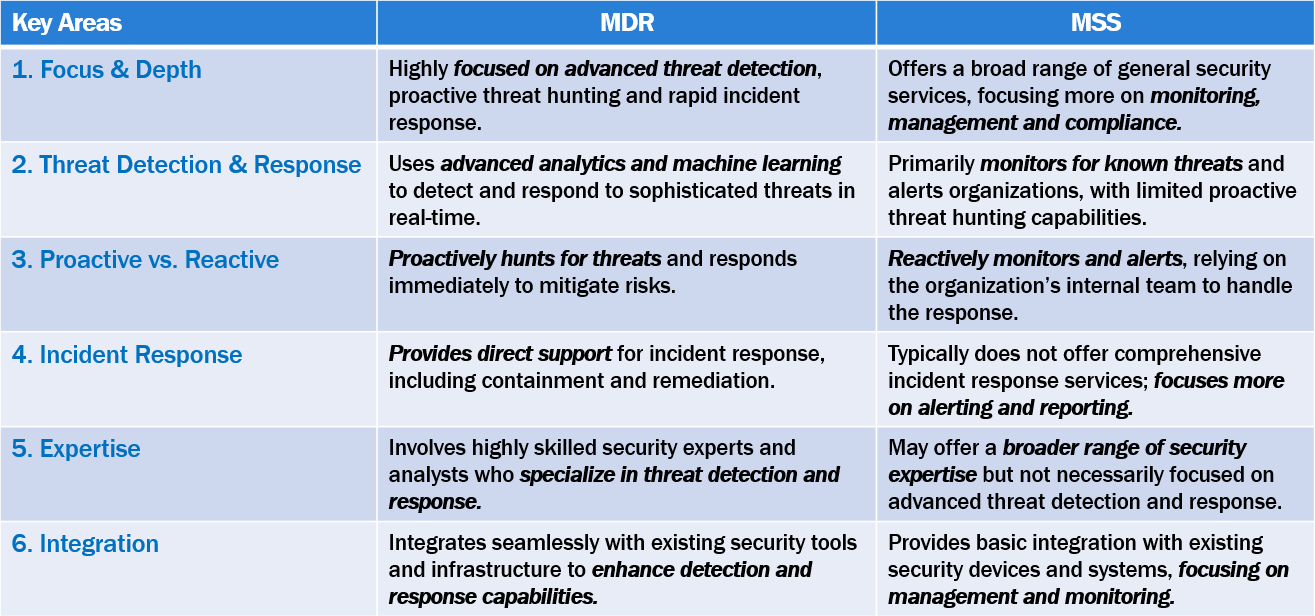 Key Areas
MDR
MSS
1. Focus & Depth
Highly focused on advanced threat detection,
proactive threat hunting and rapid incident
response.
Offers a broad range of general security
services, focusing more on monitoring,
management and compliance.
2. Threat Detection & Response
Uses advanced analytics and machine learning
to detect and respond to sophisticated threats in
real-time.
Primarily monitors for known threats and
alerts organizations, with limited proactive
threat hunting capabilities.
3. Proactive vs. Reactive
Proactively hunts for threats and responds
immediately to mitigate risks.
Reactively monitors and alerts, relying on
the organization’s internal team to handle
the response.
4. Incident Response
Provides direct support for incident response,
including containment and remediation.
Typically does not offer comprehensive
incident response services; focuses more
on alerting and reporting.
5. Expertise
Involves highly skilled security experts and
analysts who specialize in threat detection and
response.
May offer a broader range of security
expertise but not necessarily focused on
advanced threat detection and response.
6. Integration
Integrates seamlessly with existing security tools
and infrastructure to enhance detection and
response capabilities.
Provides basic integration with existing
security devices and systems, focusing on
management and monitoring.